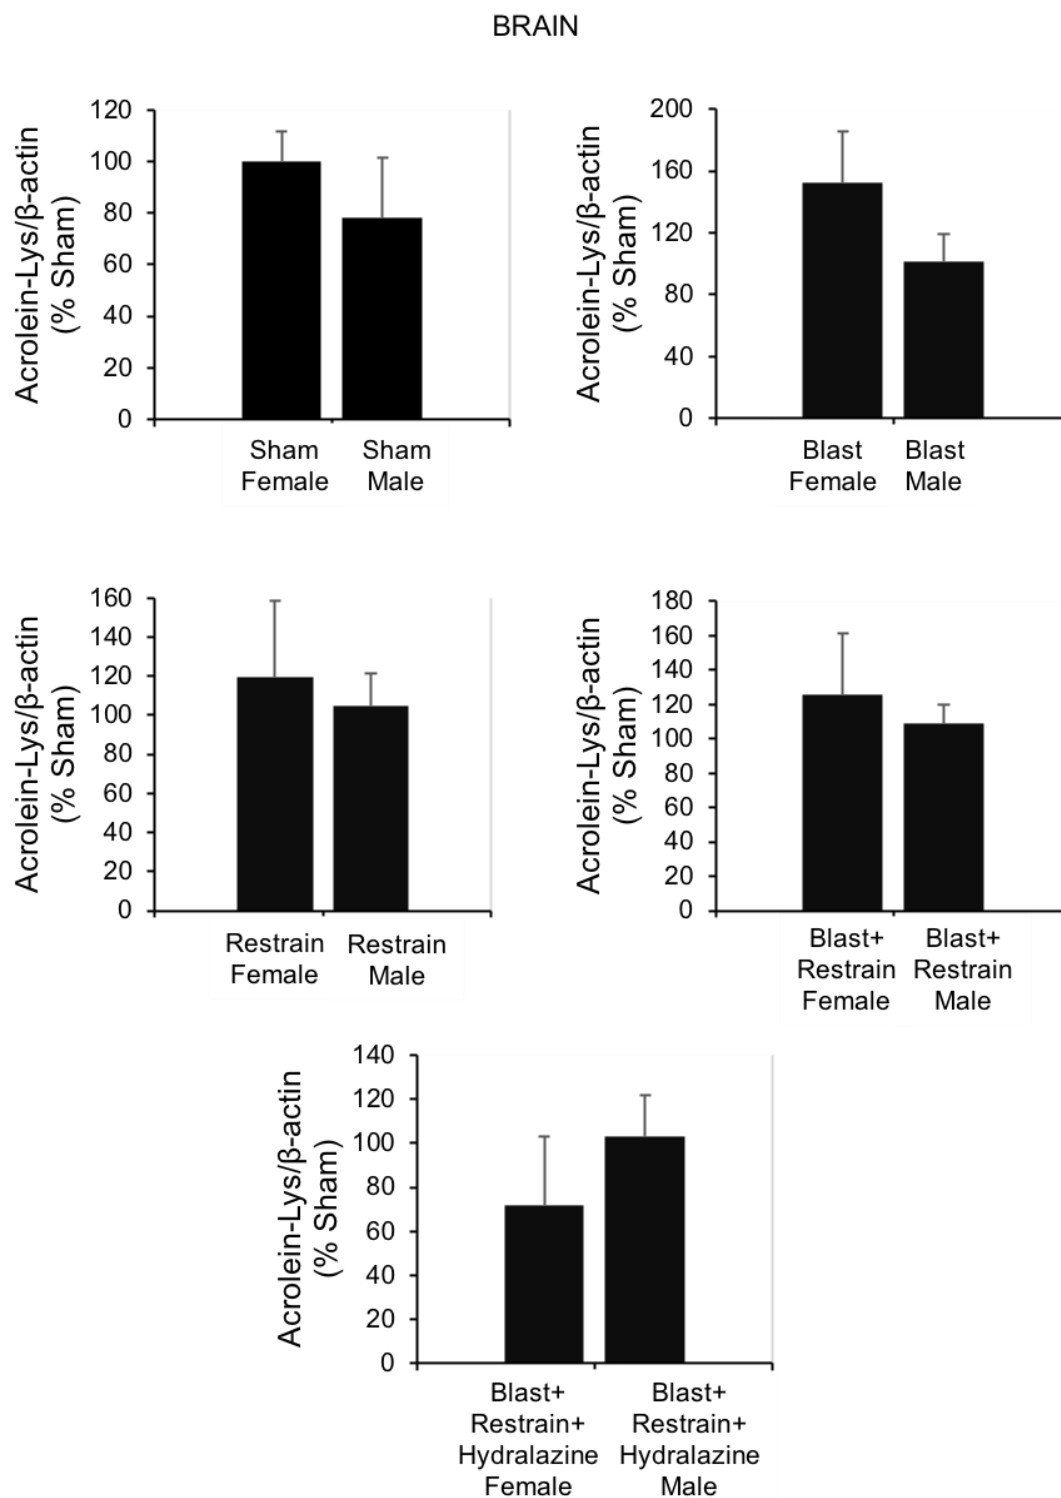 BRAIN
Acrolein-Lys/β-actin
(% Sham)
120
100
80
60
40
20
0
Sham
Female
Sham
Male
Acrolein-Lys/β-actin
(% Sham)
200
160
120
80
40
0
Blast
Female
Blast
Male
Acrolein-Lys/β-actin
(% Sham)
160
140
120
100
80
60
40
20
0
Restrain
Female
Restrain
Male
Acrolein-Lys/β-actin
(% Sham)
180
160
140
120
100
80
60
40
20
0
Blast+
Restrain
Female
Blast+
Restrain
Male
Acrolein-Lys/β-actin
(% Sham)
140
120
100
80
60
40
20
0
Blast+
Restrain+
Hydralazine
Female
Blast+
Restrain+
Hydralazine
Male